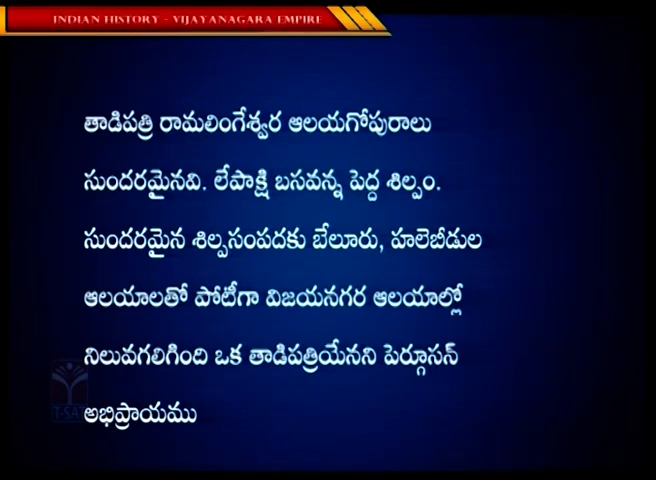 INDIAN HISTORY - VIJAYANAGARA EMPIRE
తాడిపత్రి రామలింగేశ్వర ఆలయగోపురాలు
సుందరమైనవి. లేపాక్షి బసవన్న పెద్ద శిల్పం.
సుందరమైన శిల్పసంపదకు బేలూరు, హలెబీడుల
ఆలయాలతో పోటీగా విజయనగర ఆలయాల్లో
నిలువగలిగింది ఒక తాడిపత్రియేనని పెర్గూసన్
అభిప్రాయము
T-SAT